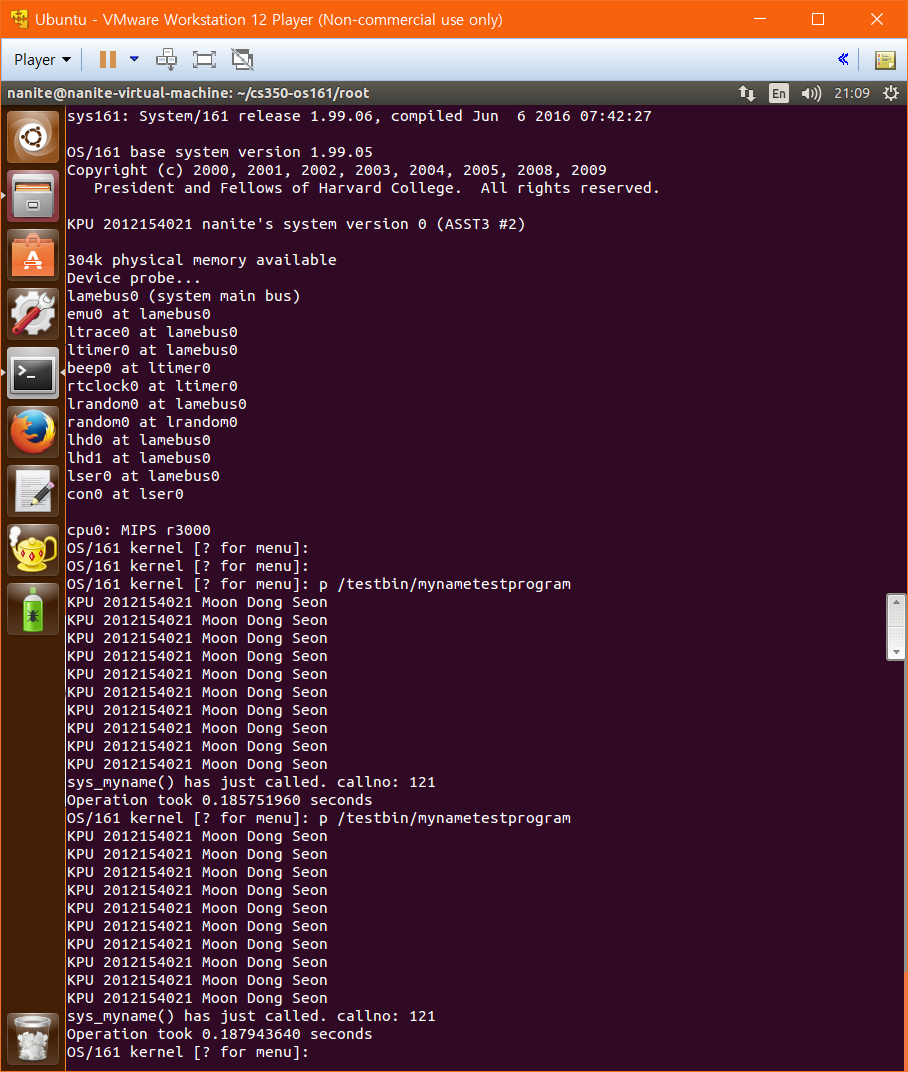 Ubuntu - VMware Workstation 12 Player (Non-commercial use only)
Player
nanite@nanite-virtual-machine: ~/cs350-os161/root
En
21:09
sys161: System/161 release 1.99.06, compiled Jun  6 2016 07:42:27
OS/161 base system version 1.99.05
Copyright (c) 2000, 2001, 2002, 2003, 2004, 2005, 2008, 2009
   President and Fellows of Harvard College.  All rights reserved.
KPU 2012154021 nanite's system version 0 (ASST3 #2)
304k physical memory available
Device probe...
lamebus0 (system main bus)
emu0 at lamebus0
ltrace0 at lamebus0
ltimer0 at lamebus0
beep0 at ltimer0
rtclock0 at ltimer0
lrandom0 at lamebus0
random0 at lrandom0
lhd0 at lamebus0
lhd1 at lamebus0
lser0 at lamebus0
con0 at lser0
cpu0: MIPS r3000
OS/161 kernel [? for menu]:
OS/161 kernel [? for menu]:
OS/161 kernel [? for menu]: p /testbin/mynametestprogram
KPU 2012154021 Moon Dong Seon
KPU 2012154021 Moon Dong Seon
KPU 2012154021 Moon Dong Seon
KPU 2012154021 Moon Dong Seon
KPU 2012154021 Moon Dong Seon
KPU 2012154021 Moon Dong Seon
KPU 2012154021 Moon Dong Seon
KPU 2012154021 Moon Dong Seon
KPU 2012154021 Moon Dong Seon
KPU 2012154021 Moon Dong Seon
sys_myname() has just called. callno: 121
Operation took 0.185751960 seconds
OS/161 kernel [? for menu]: p /testbin/mynametestprogram
KPU 2012154021 Moon Dong Seon
KPU 2012154021 Moon Dong Seon
KPU 2012154021 Moon Dong Seon
KPU 2012154021 Moon Dong Seon
KPU 2012154021 Moon Dong Seon
KPU 2012154021 Moon Dong Seon
KPU 2012154021 Moon Dong Seon
KPU 2012154021 Moon Dong Seon
KPU 2012154021 Moon Dong Seon
KPU 2012154021 Moon Dong Seon
sys_myname() has just called. callno: 121
Operation took 0.187943640 seconds
OS/161 kernel [? for menu]: